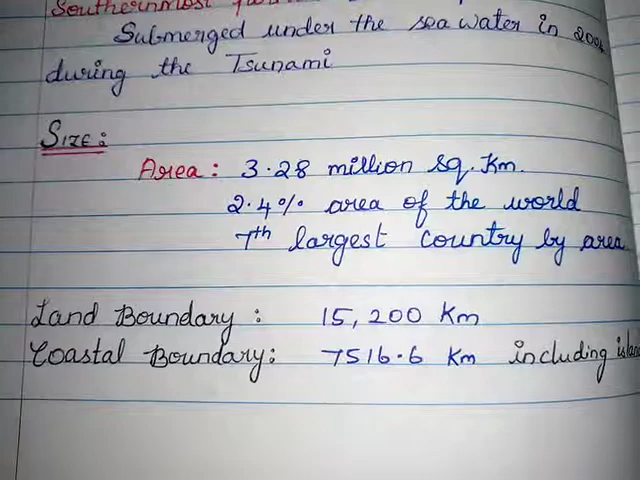 Southernmost
Submerged under the sea water in 2004
during the Tsunami
Size:
Area: 3.28 million sq. Km.
2.4% area of the world
7th largest country by area
Land Boundary: 15,200 Km
Coastal Boundary: 7516.6 Km including